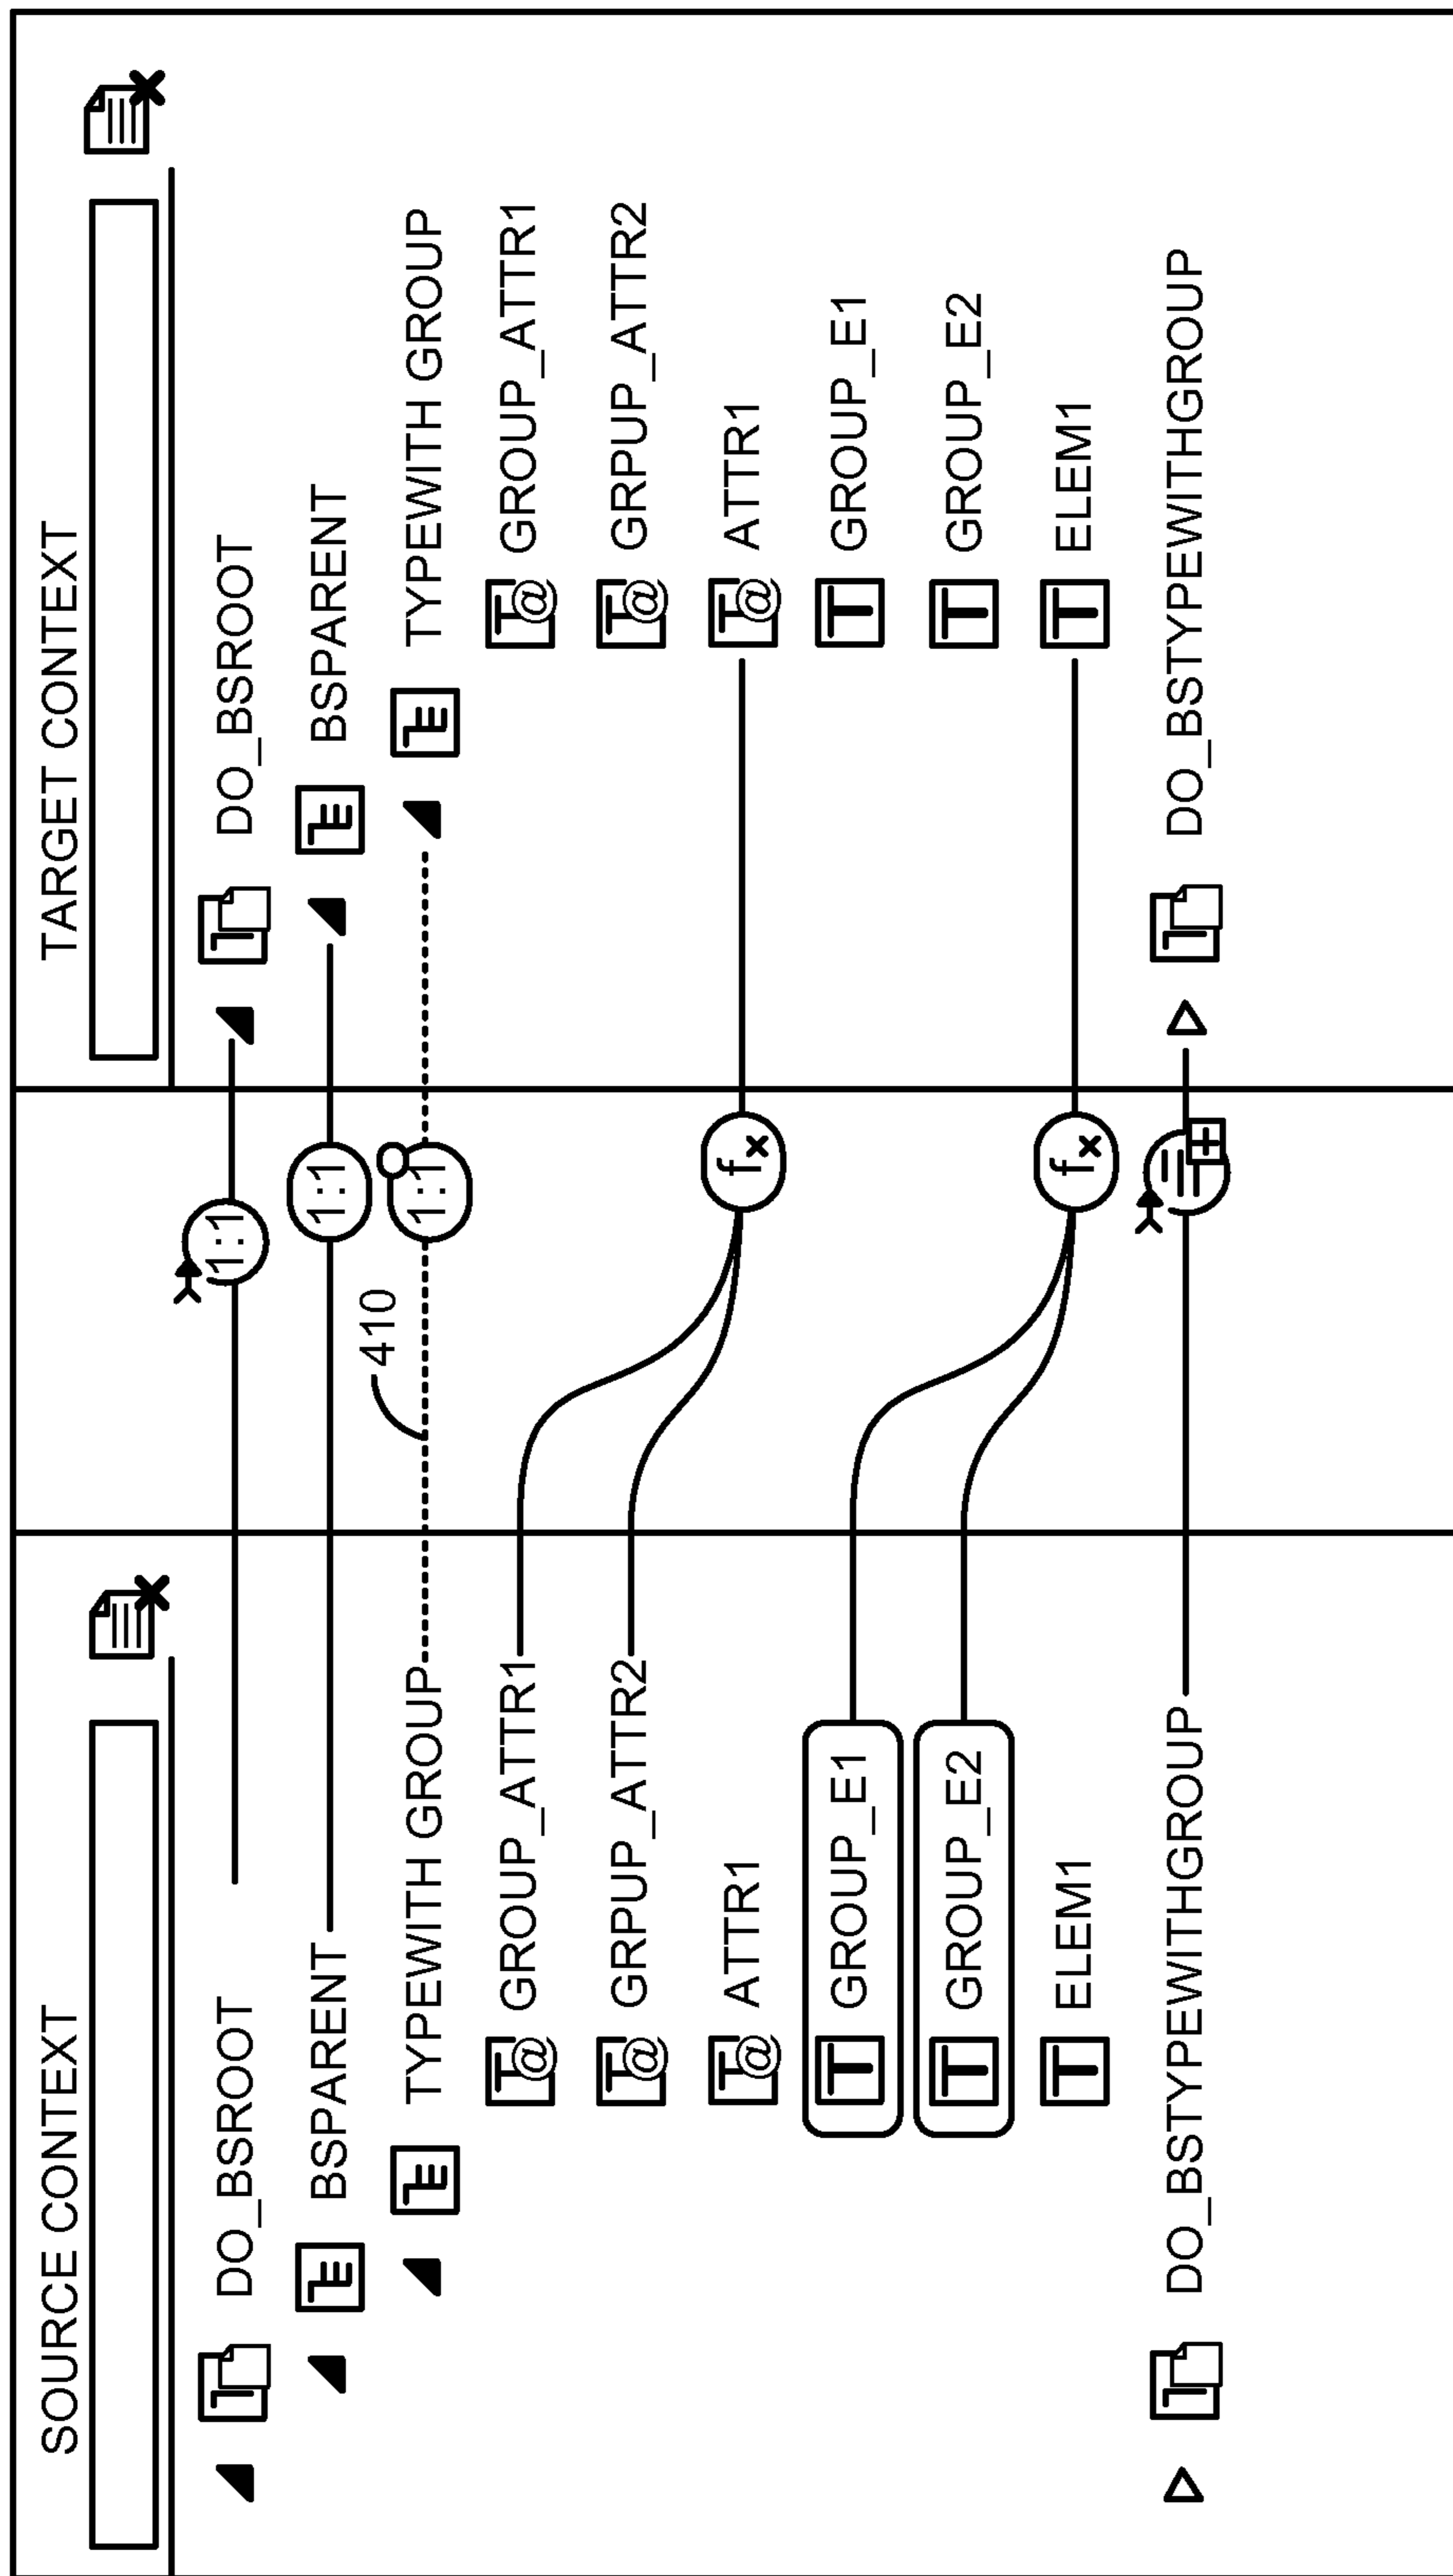 SOURCE CONTEXT
TARGET CONTEXT
DO_BSROOT 1:1 DO_BSROOT
BSPARENT 1:1 BSPARENT
410
TYPEWITH GROUP 1:1 TYPEWITH GROUP
T@ GROUP_ATTR1 T@ GROUP_ATTR1
T@ GRPUP_ATTR2 T@ GRPUP_ATTR2
T@ ATTR1 fx T@ ATTR1
T GROUP_E1 T GROUP_E1
T GROUP_E2 T GROUP_E2
T ELEM1 fx T ELEM1
DO_BSTYPEWITHGROUP DO_BSTYPEWITHGROUP